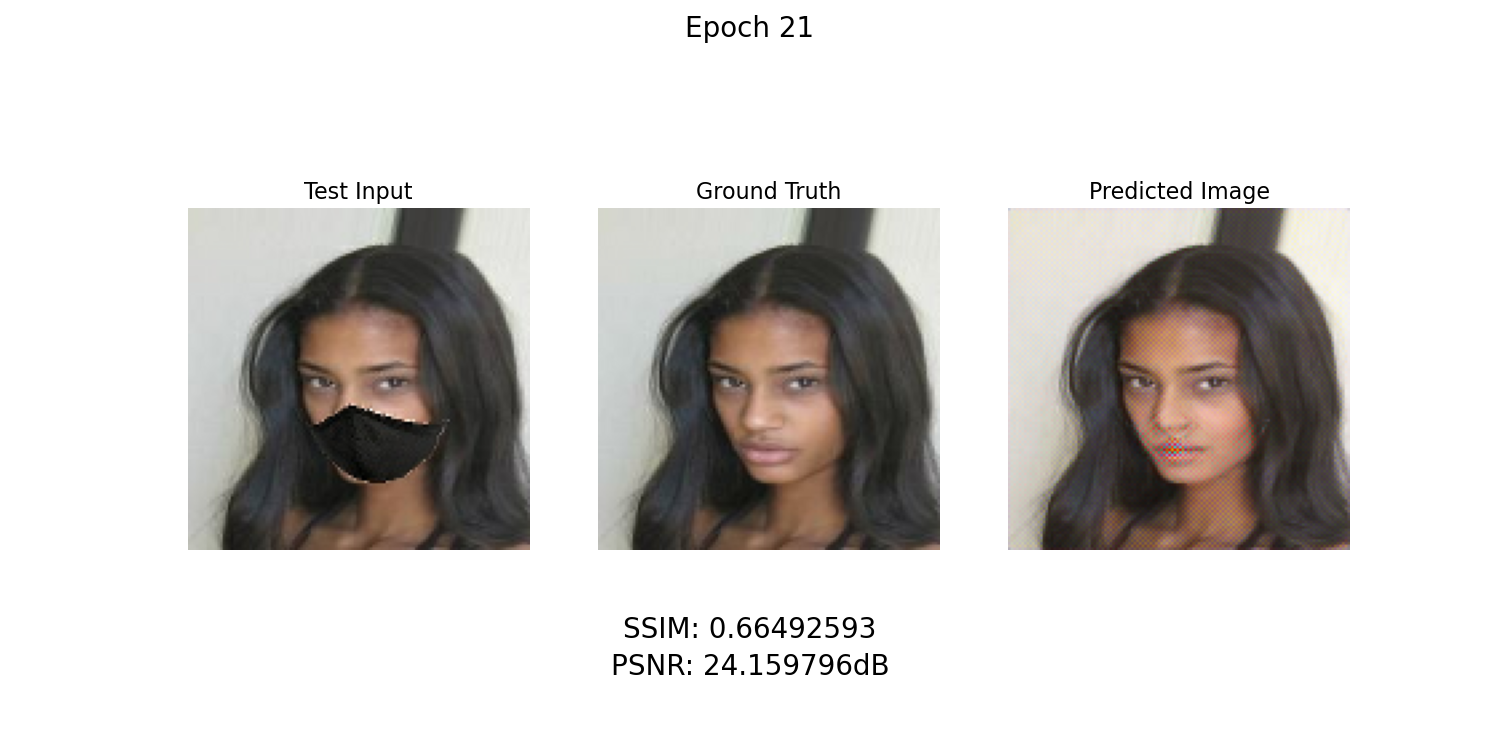 Epoch 21
Test Input
Ground Truth
Predicted Image
SSIM: 0.66492593
PSNR: 24.159796dB